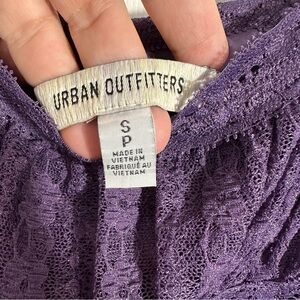 URBAN OUTFITTERS
S
P
MADE IN
VIETNAM
FABRIQUÉ AU
VIETNAM